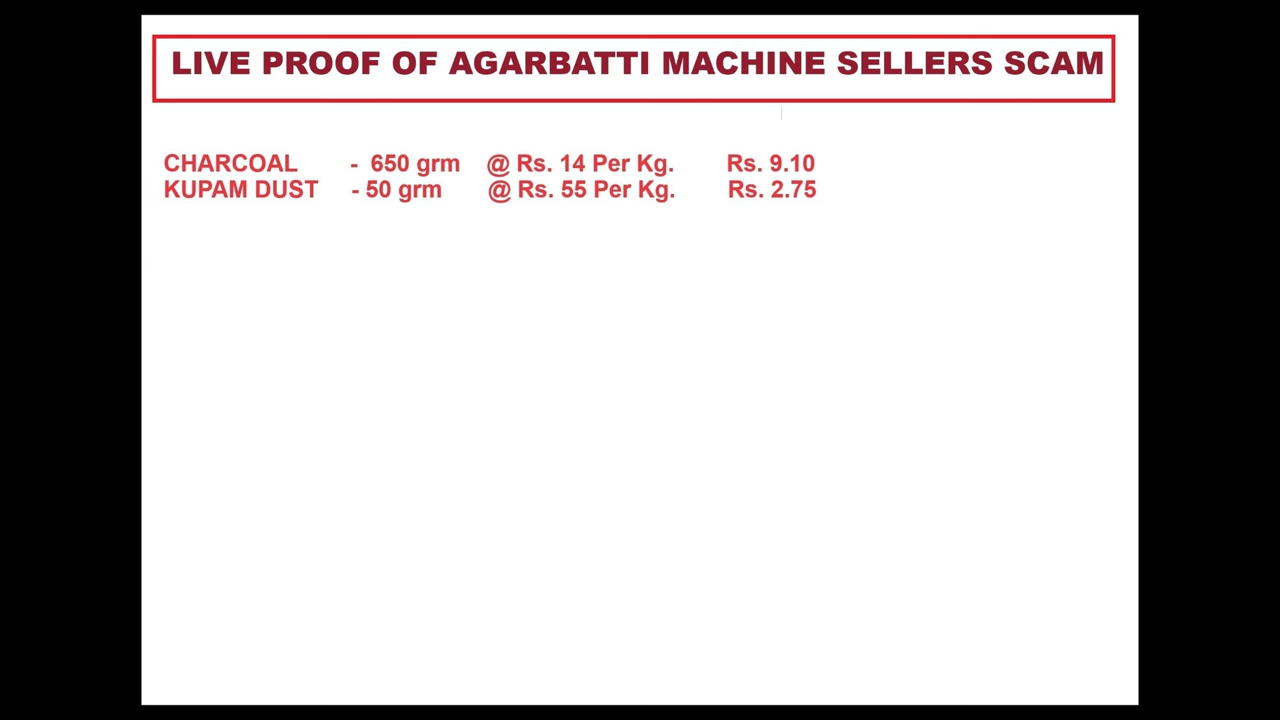 LIVE PROOF OF AGARBATTI MACHINE SELLERS SCAM
CHARCOAL - 650 grm @ Rs. 14 Per Kg. Rs. 9.10
KUPAM DUST - 50 grm @ Rs. 55 Per Kg. Rs. 2.75